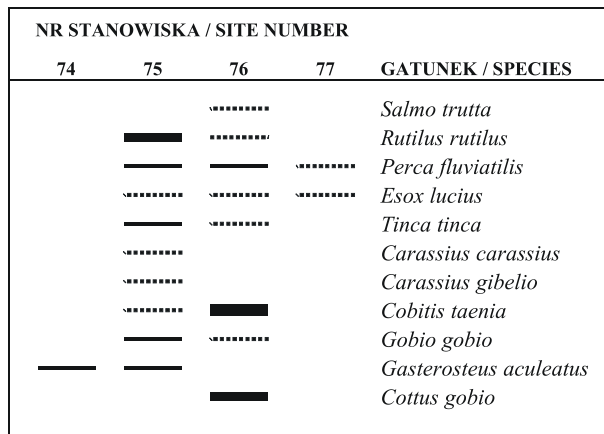 NR STANOWISKA / SITE NUMBER
74 75 76 77 GATUNEK / SPECIES
Salmo trutta
Rutilus rutilus
Perca fluviatilis
Esox lucius
Tinca tinca
Carassius carassius
Carassius gibelio
Cobitis taenia
Gobio gobio
Gasterosteus aculeatus
Cottus gobio